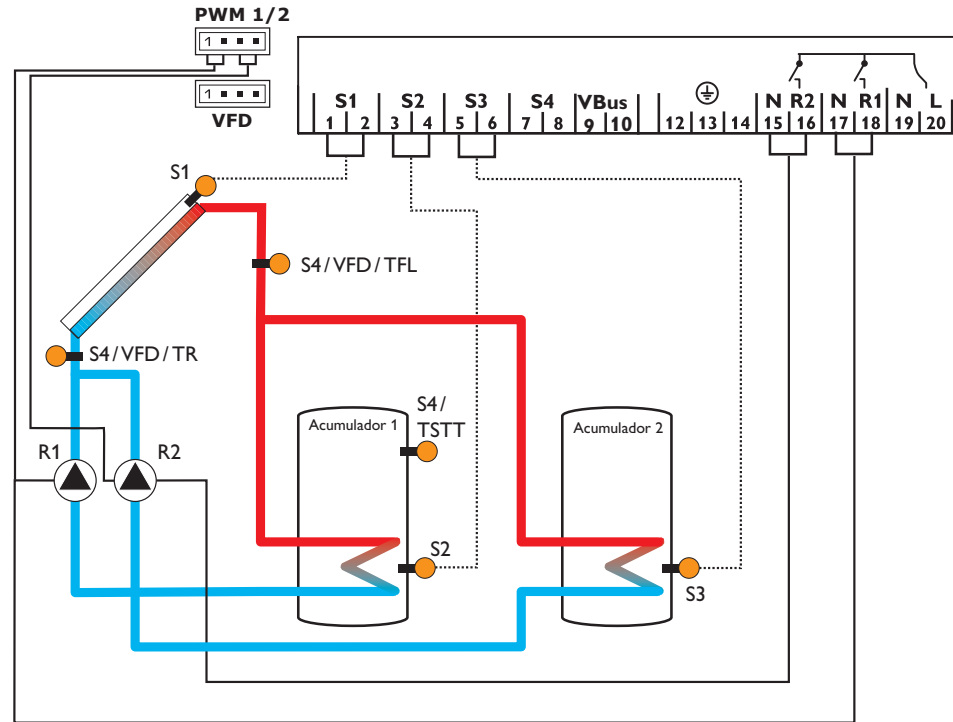 PWM 1/2
1
1
VFD
S1 S2 S3 S4 VBus N R2 N R1 N L
1 2 3 4 5 6 7 8 9 10 12 13 14 15 16 17 18 19 20
S1
S4/VFD/TFL
S4/VFD/TR
R1
R2
Acumulador 1
S4/
TSTT
S2
Acumulador 2
S3